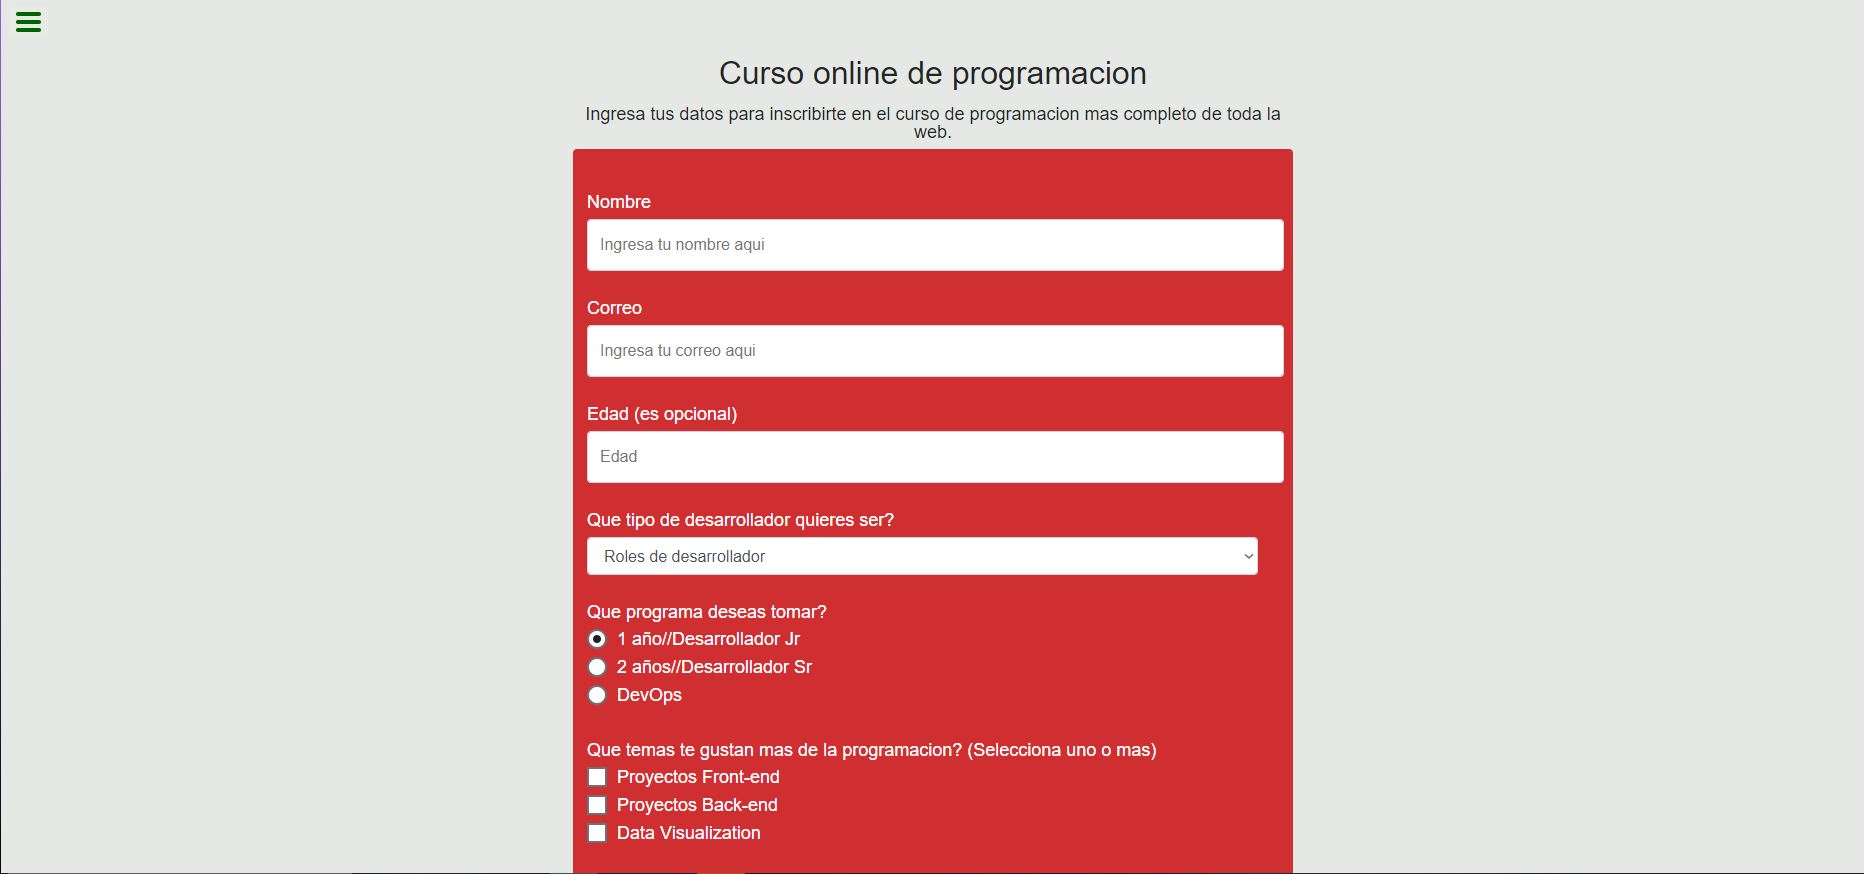 Curso online de programacion
Ingresa tus datos para inscribirte en el curso de programacion mas completo de toda la
web.
Nombre
Ingresa tu nombre aqui
Correo
Ingresa tu correo aqui
Edad (es opcional)
Edad
Que tipo de desarrollador quieres ser?
Roles de desarrollador
Que programa deseas tomar?
1 año//Desarrollador Jr
2 años//Desarrollador Sr
DevOps
Que temas te gustan mas de la programacion? (Selecciona uno o mas)
Proyectos Front-end
Proyectos Back-end
Data Visualization